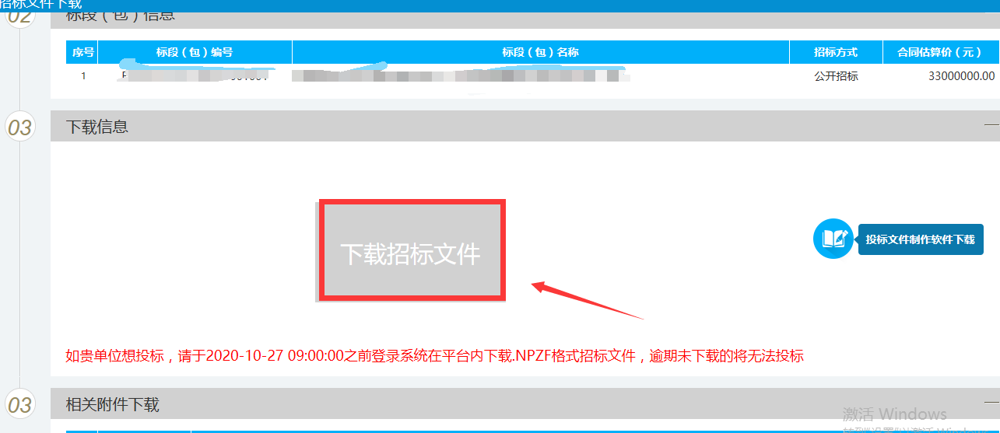 招标文件下载
02
标段（包）信息
序号 标段（包）编号 标段（包）名称 招标方式 合同估算价（元）
1 公开招标 33000000.00
03
下载信息
下载招标文件
投标文件制作软件下载
如贵单位想投标，请于2020-10-27 09:00:00之前登录系统在平台内下载.NPZF格式招标文件，逾期未下载的将无法投标
03
相关附件下载
激活 Windows